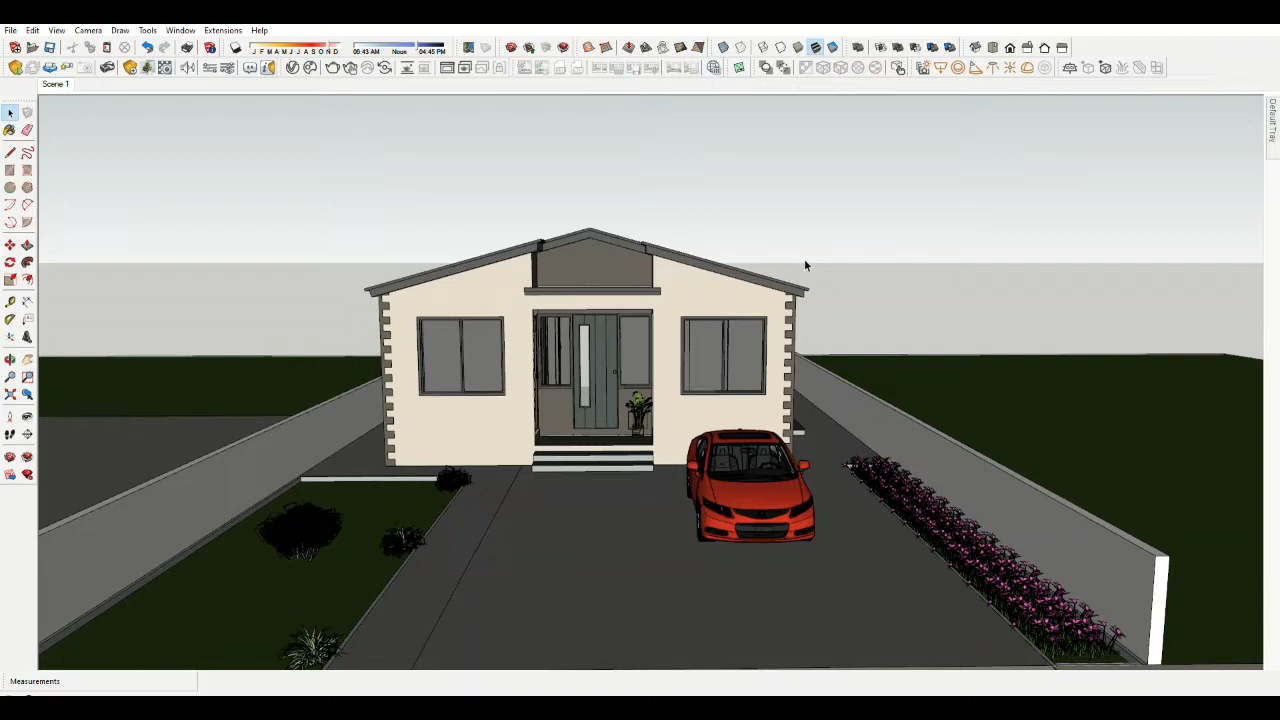 File Edit View Camera Draw Tools Window Extensions Help
J F M A M J J A S O N D 06:43 AM Noon 04:45 PM
Scene 1
Default Tray
Measurements